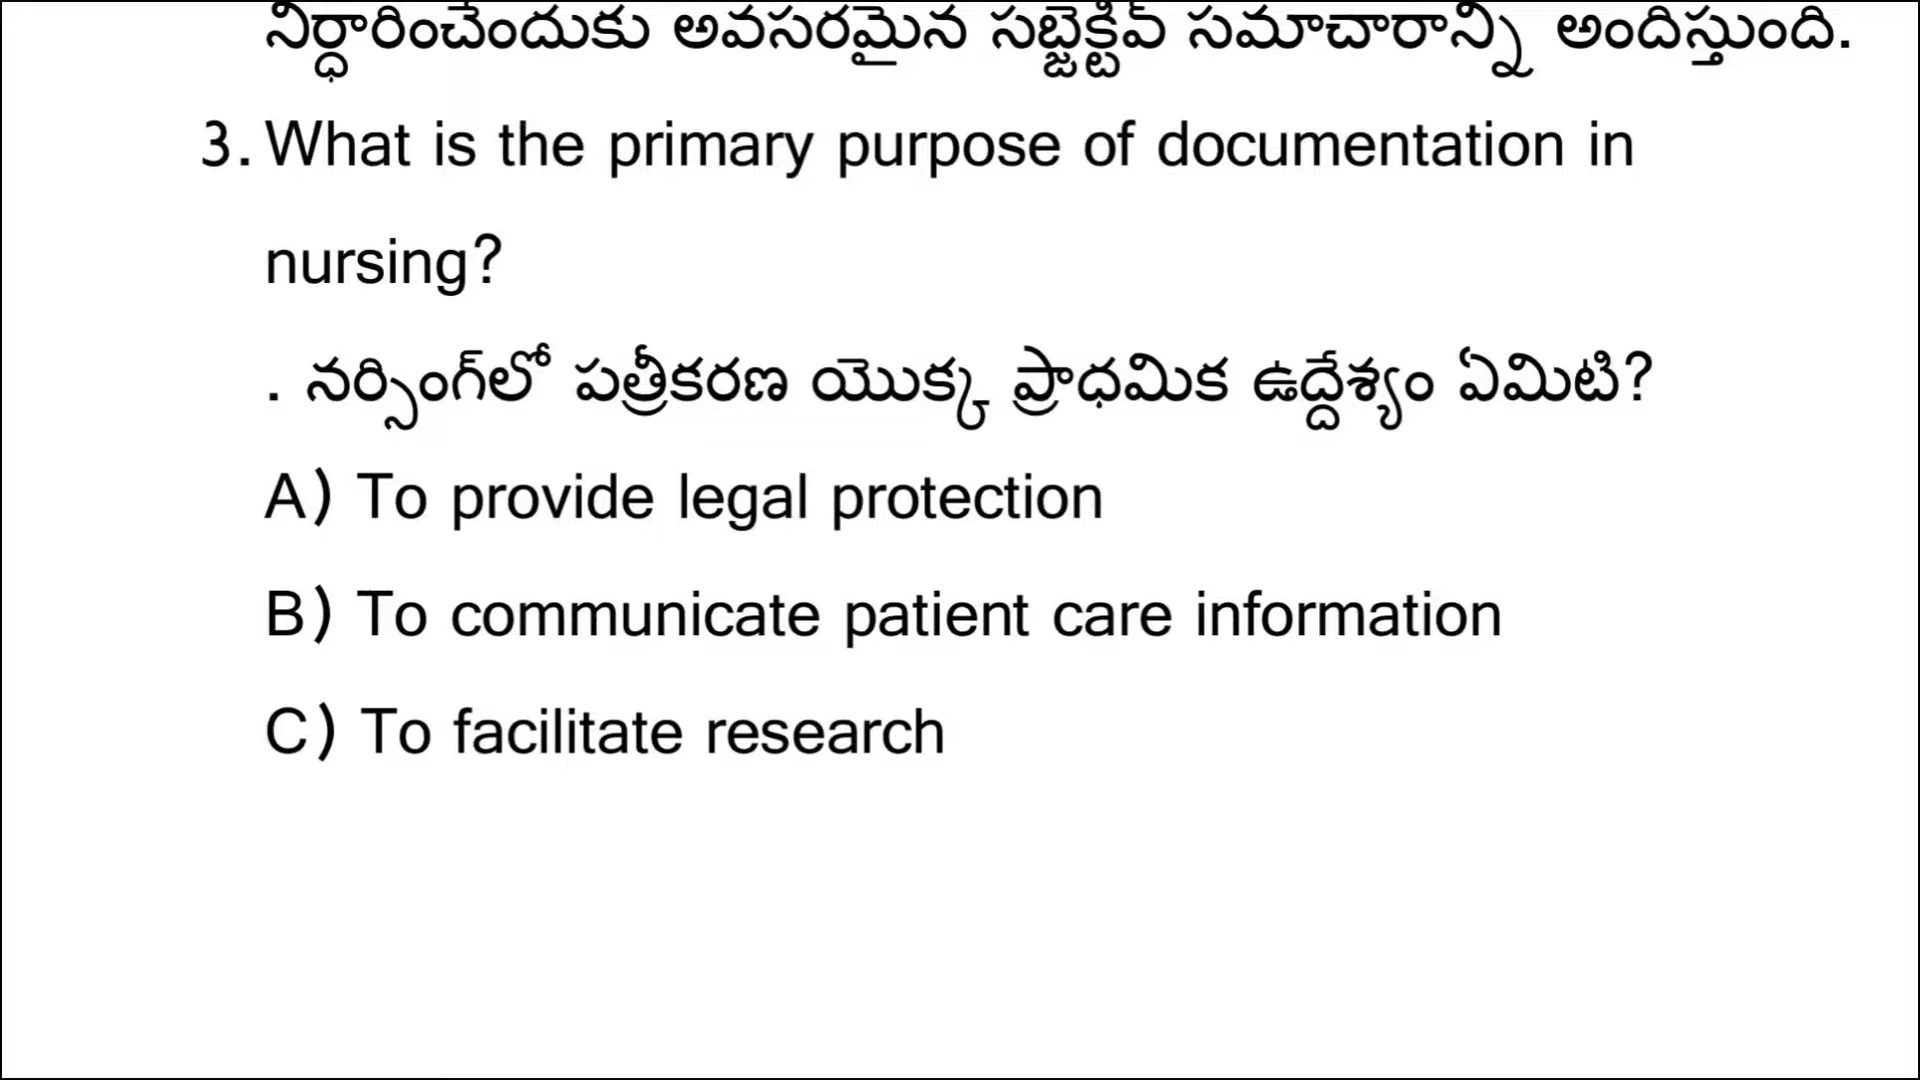 నిర్ధారించేందుకు అవసరమైన సబ్జెక్టివ్ సమాచారాన్ని అందిస్తుంది.
3. What is the primary purpose of documentation in
nursing?
. నర్సింగ్‌లో పత్రీకరణ యొక్క ప్రాధమిక ఉద్దేశ్యం ఏమిటి?
A) To provide legal protection
B) To communicate patient care information
C) To facilitate research